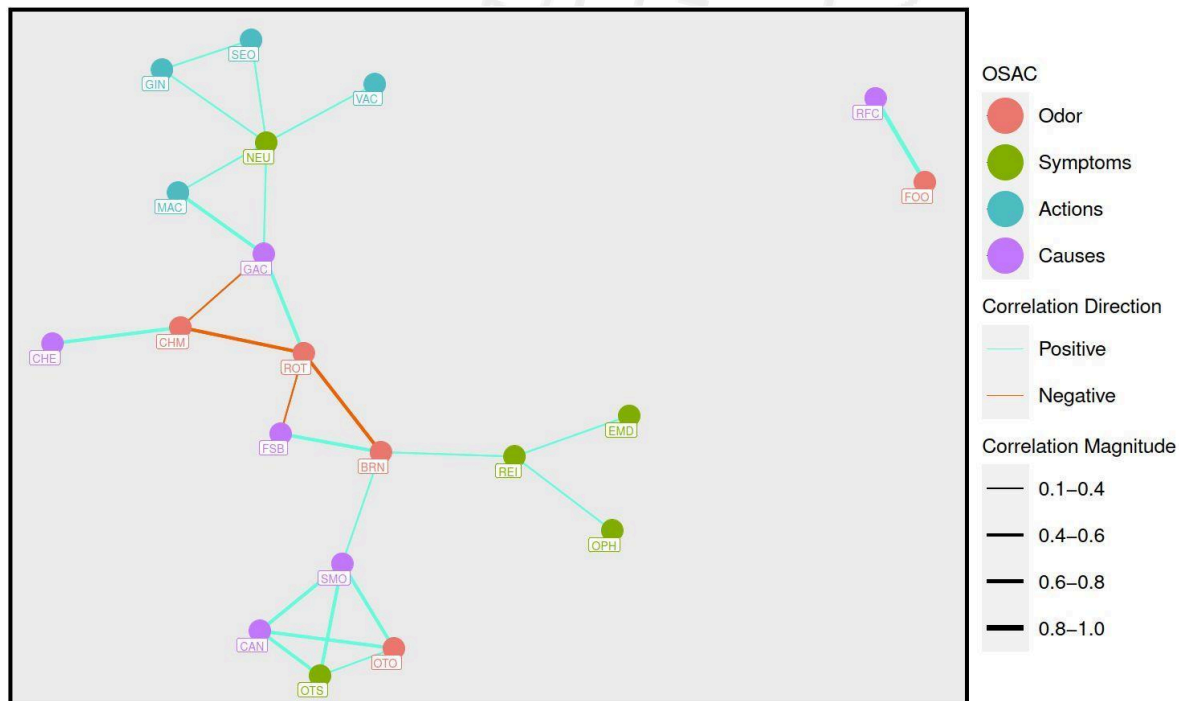 SEO
GIN
VAC
RFC
NEU
FOO
MAC
GAC
CHM
CHE
ROT
EMD
FSB
BRN
REI
OPH
SMO
CAN
OTO
OTS
OSAC
Odor
Symptoms
Actions
Causes
Correlation Direction
Positive
Negative
Correlation Magnitude
0.1–0.4
0.4–0.6
0.6–0.8
0.8–1.0